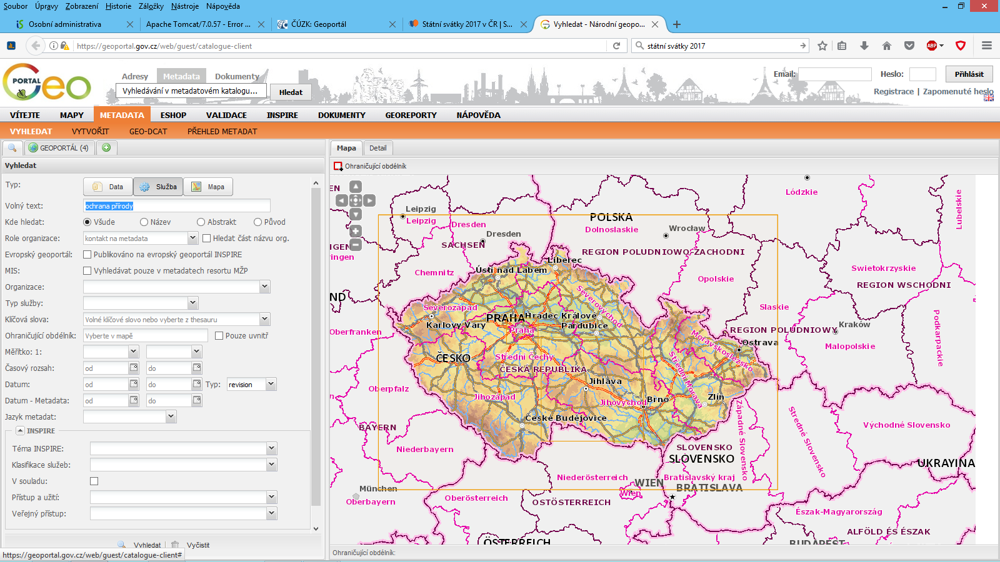 Soubor Úpravy Zobrazení Historie Záložky Nástroje Nápověda
Osobní administrativa
Apache Tomcat/7.0.57 - Error ...
ČÚZK: Geoportál
Státní svátky 2017 v ČR | S...
Vyhledat - Národní geopo...
https://geoportal.gov.cz/web/guest/catalogue-client
státní svátky 2017
ABP
PORTAL
Geo
Adresy Metadata Dokumenty
Vyhledávání v metadatovém katalogu...
Hledat
Email: Heslo: Přihlásit
Registrace | Zapomenuté heslo
VÍTEJTE MAPY METADATA ESHOP VALIDACE INSPIRE DOKUMENTY GEOREPORTY NÁPOVĚDA
VYHLEDAT VYTVOŘIT GEO-DCAT PŘEHLED METADAT
GEOPORTÁL (4)
Vyhledat
Typ: Data Služba Mapa
Volný text: ochrana přírody
Kde hledat: Všude Název Abstrakt Původ
Role organizace: kontakt na metadata Hledat část názvu org.
Evropský geoportál: Publikováno na evropský geoportál INSPIRE
MIS: Vyhledávat pouze v metadatech resortu MŽP
Organizace:
Typ služby:
Klíčová slova: Volné klíčové slovo nebo vyberte z thesauru
Ohraničující obdélník: Vyberte v mapě Pouze uvnitř
Měřítko: 1:
Časový rozsah: od do
Datum: od do Typ: revision
Datum - Metadata: od do
Jazyk metadat:
INSPIRE
Téma INSPIRE:
Klasifikace služeb:
V souladu:
Přístup a užití:
Veřejný přístup:
Vyhledat Vyčistit
https://geoportal.gov.cz/web/guest/catalogue-client#
Mapa Detail
Ohraničující obdélník
EN
Lódzkie
Lubelskie
Leipzig
Leipzig
Dresden
POLSKA
Dolnoslaskie
Wrocław
Dresden
SACHSEN
NGEN
ringen
REGION POLUDNIOWO-ZACHODNI
Liberec
Ústí nad Labem
Chemnitz
Opolskie
Swietokrzyskie
REGION WSCHODNI
ND
Severovýchod
Severozápad
Slaskie
Podkarpackie
PRAHA
Hradec Králové
Karlovy Vary
Pardubice
Praha
Oberfranken
REGION POLUDNIOWY
Kraków
Moravskoslezsko
Ostrava
Malopolskie
ČESKO
Střední Čechy
ČESKÁ REPUBLIKA
Střední Morava
Jihlava
Oberpfalz
Jihozápad
Jihovýchod
Brno
Zlín
České Budějovice
Západné Slovensko
Stredné Slovensko
BAYERN
Východné Slovensko
Niederbayern
SLOVENSKO
SLOVENSKO
UKRAYINA
Niederösterreich
WIEN
Bratislavský kraj
BRATISLAVA
München
Wien
Oberbayern
Oberösterreich
OSTÖSTERREICH
Észak-Magyarország
ALFÖLD ÉS ÉSZAK
ÖSTERREICH
BUDAPEST
Ohraničující obdélník: